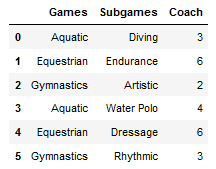 Games Subgames Coach
0 Aquatic Diving 3
1 Equestrian Endurance 6
2 Gymnastics Artistic 2
3 Aquatic Water Polo 4
4 Equestrian Dressage 6
5 Gymnastics Rhythmic 3